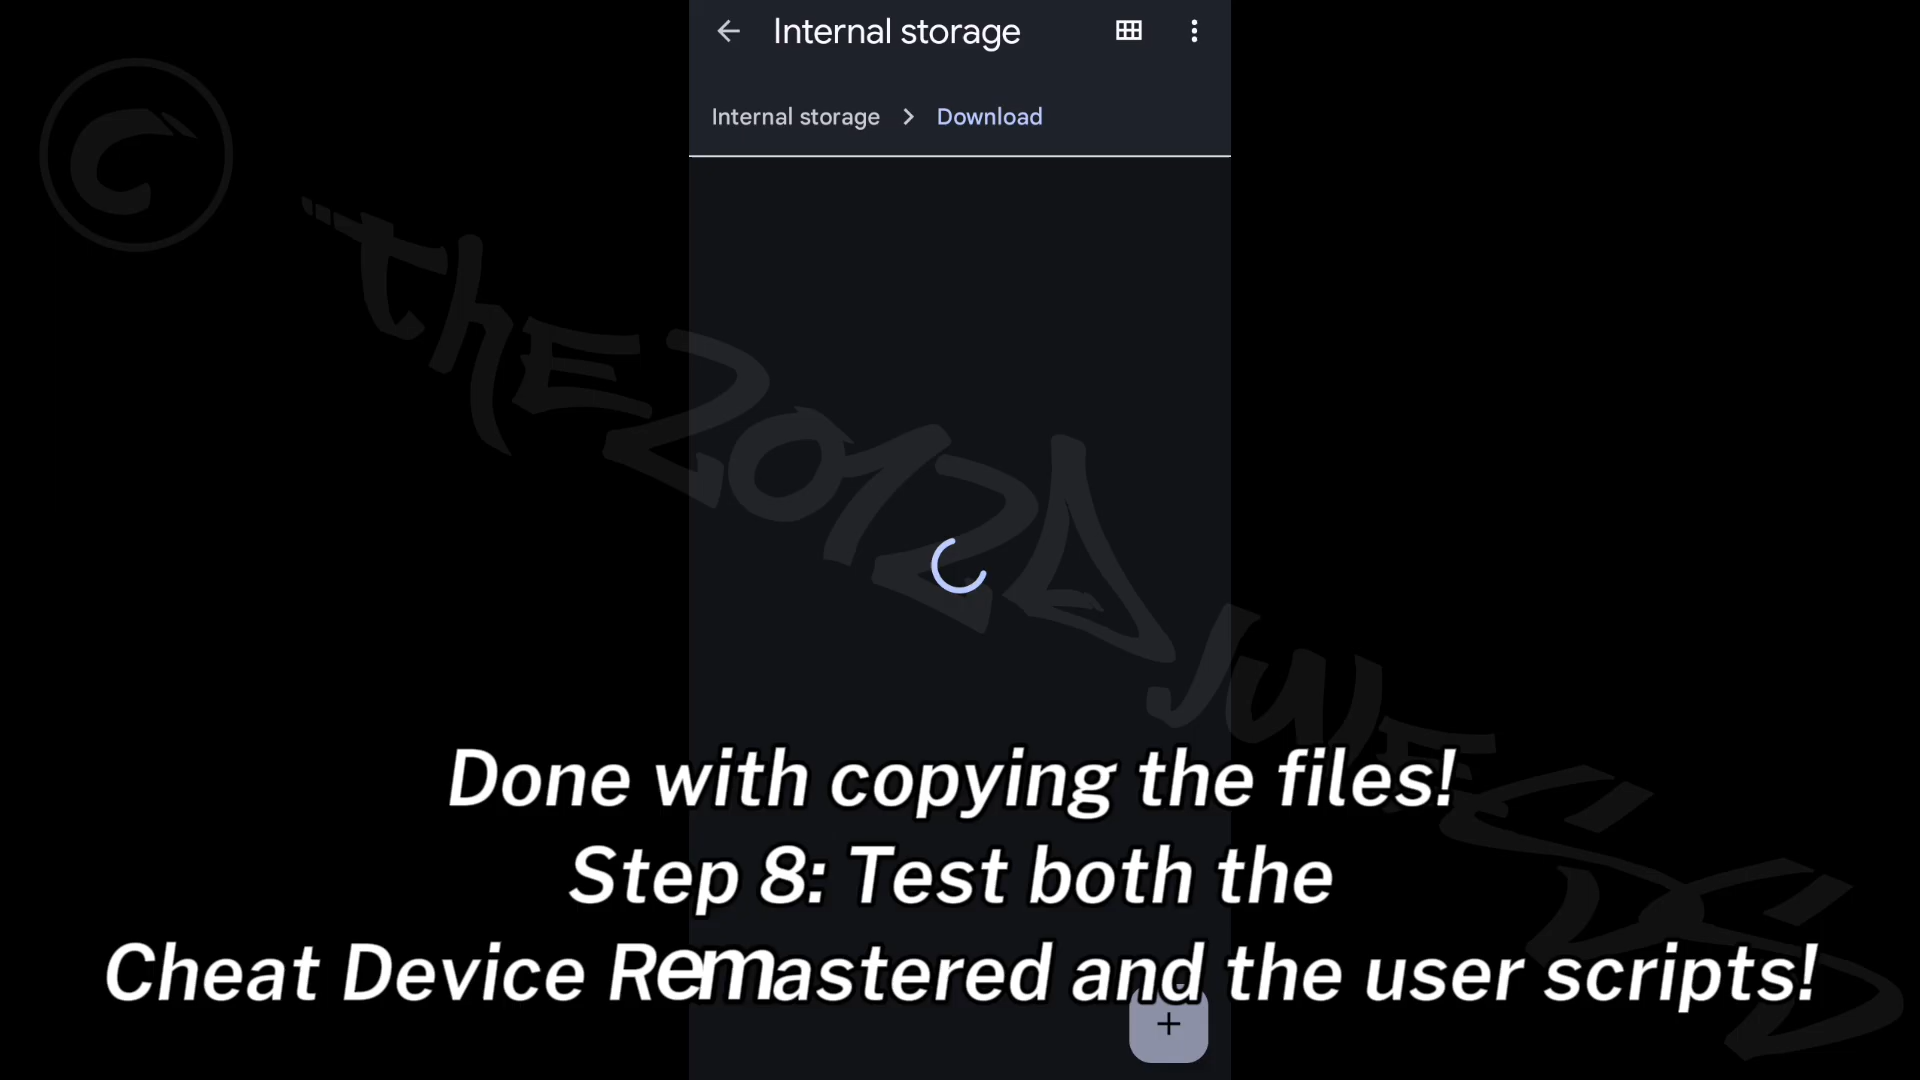 Internal storage
Internal storage > Download
© the2012djwessd
Done with copying the files!
Step 8: Test both the
Cheat Device Remastered and the user scripts!
+